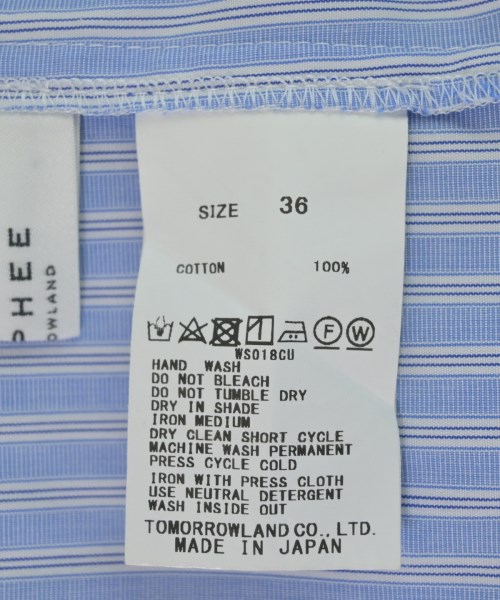 SIZE 36
COTTON 100%
F W
WS018CU
HAND WASH
DO NOT BLEACH
DO NOT TUMBLE DRY
DRY IN SHADE
IRON MEDIUM
DRY CLEAN SHORT CYCLE
MACHINE WASH PERMANENT
PRESS CYCLE COLD
IRON WITH PRESS CLOTH
USE NEUTRAL DETERGENT
WASH INSIDE OUT
TOMORROWLAND CO., LTD.
MADE IN JAPAN
PHEE
OWLAND